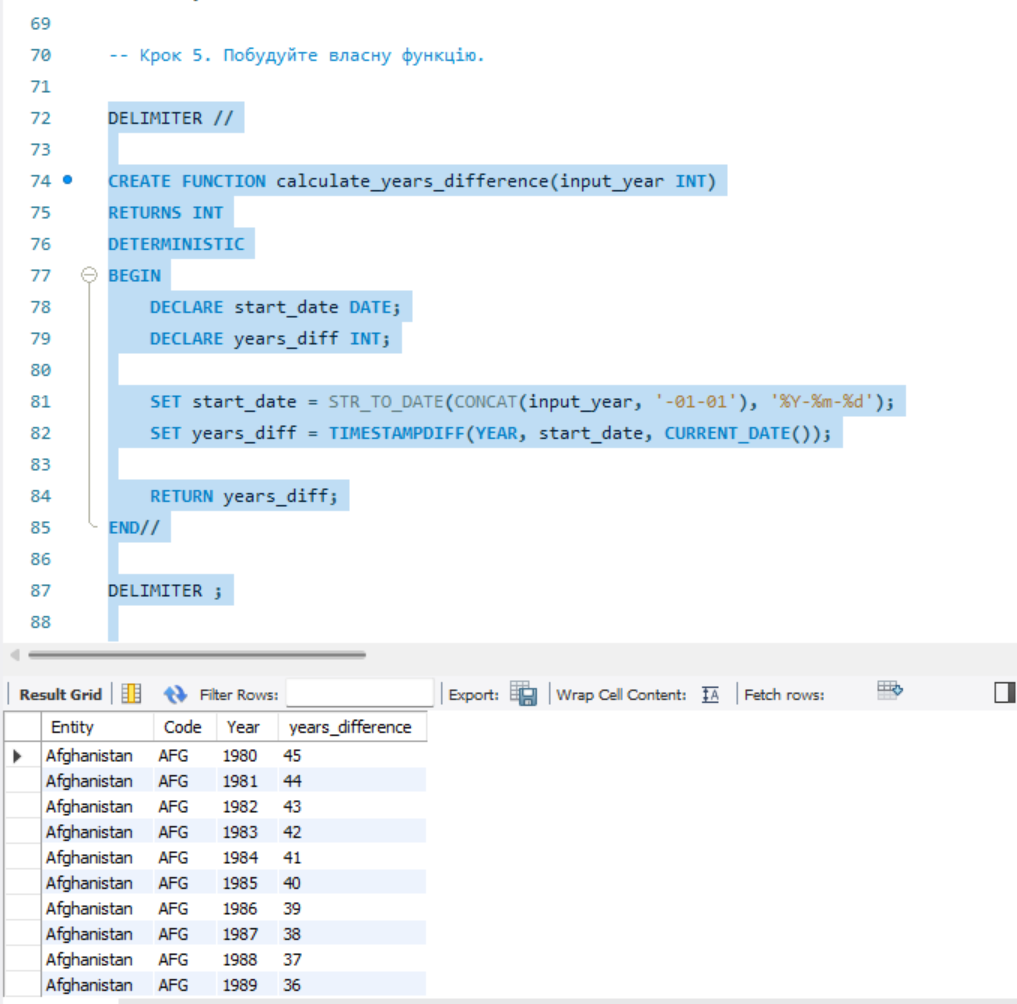 69
70 -- Крок 5. Побудуйте власну функцію.
71
72 DELIMITER //
73
74 CREATE FUNCTION calculate_years_difference(input_year INT)
75 RETURNS INT
76 DETERMINISTIC
77 BEGIN
78 DECLARE start_date DATE;
79 DECLARE years_diff INT;
80
81 SET start_date = STR_TO_DATE(CONCAT(input_year, '-01-01'), '%Y-%m-%d');
82 SET years_diff = TIMESTAMPDIFF(YEAR, start_date, CURRENT_DATE());
83
84 RETURN years_diff;
85 END//
86
87 DELIMITER ;
88
Result Grid Filter Rows: Export: Wrap Cell Content: IA Fetch rows:
Entity Code Year years_difference
Afghanistan AFG 1980 45
Afghanistan AFG 1981 44
Afghanistan AFG 1982 43
Afghanistan AFG 1983 42
Afghanistan AFG 1984 41
Afghanistan AFG 1985 40
Afghanistan AFG 1986 39
Afghanistan AFG 1987 38
Afghanistan AFG 1988 37
Afghanistan AFG 1989 36